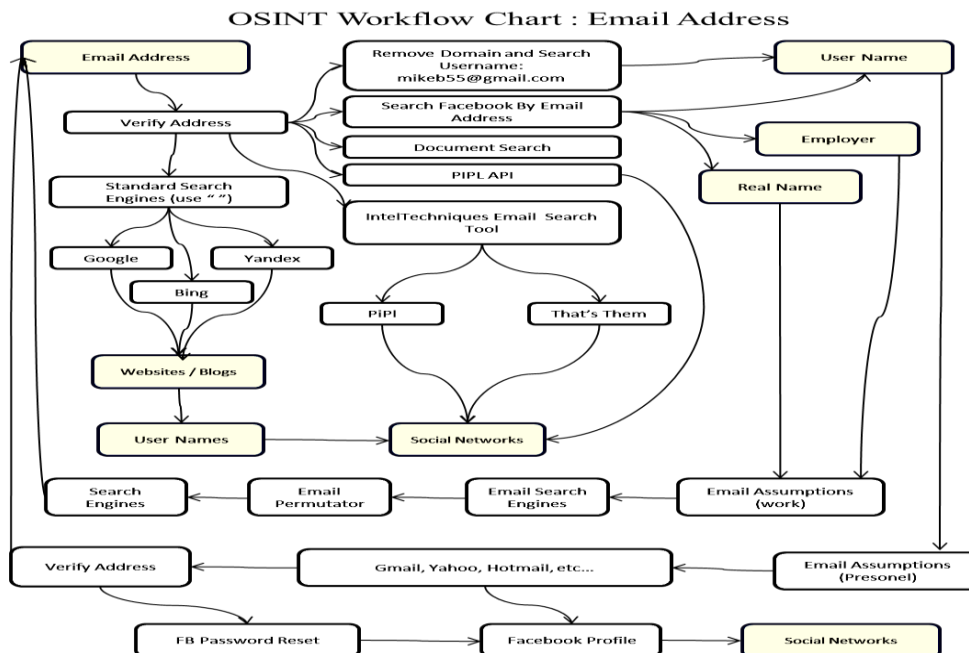 OSINT Workflow Chart : Email Address
Email Address
Remove Domain and Search
Username:
mikeb55@gmail.com
User Name
Search Facebook By Email
Address
Verify Address
Employer
Document Search
PIPL API
Real Name
Standard Search
Engines (use “ ”)
IntelTechniques Email Search
Tool
Google
Yandex
Bing
PiPl
That’s Them
Websites / Blogs
User Names
Social Networks
Search
Engines
Email
Permutator
Email Search
Engines
Email Assumptions
(work)
Verify Address
Gmail, Yahoo, Hotmail, etc...
Email Assumptions
(Presonel)
FB Password Reset
Facebook Profile
Social Networks